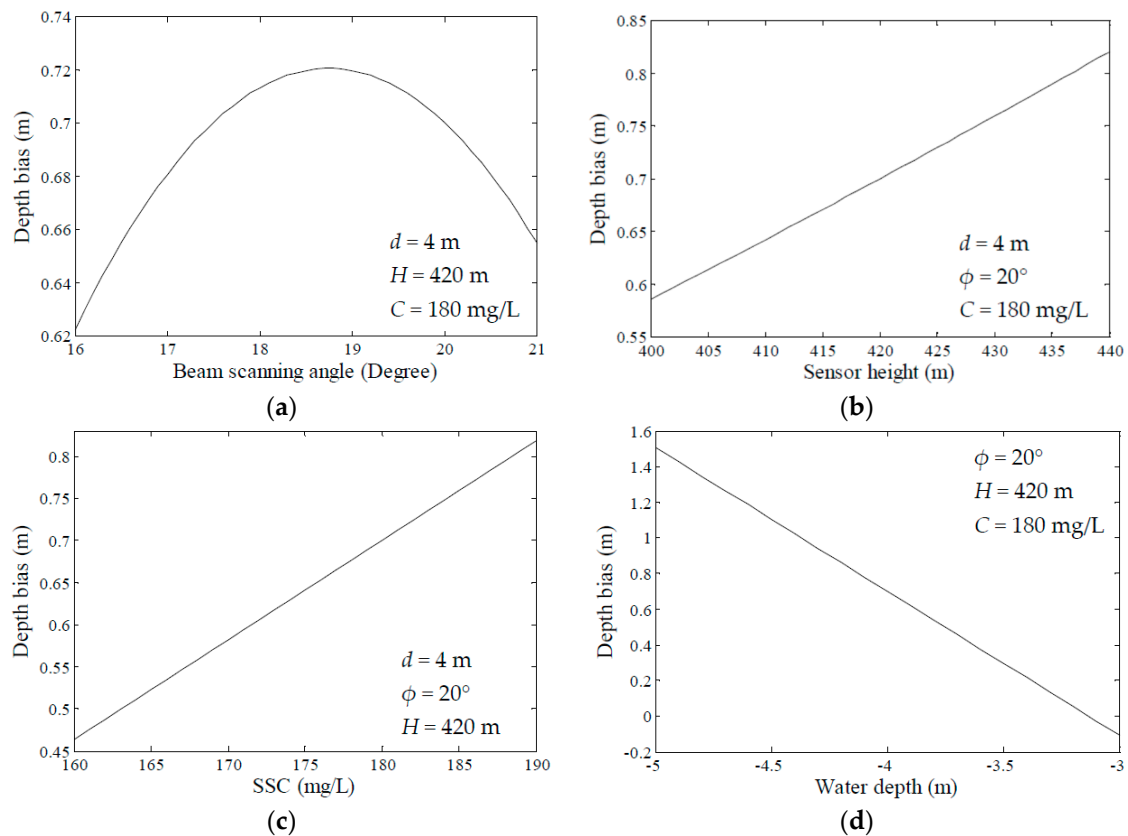 0.74
0.72
0.7
0.68
0.66
0.64
0.62
Depth bias (m)
d = 4 m
H = 420 m
C = 180 mg/L
16 17 18 19 20 21
Beam scanning angle (Degree)
(a)
0.85
0.8
0.75
0.7
0.65
0.6
0.55
Depth bias (m)
d = 4 m
ϕ = 20°
C = 180 mg/L
400 405 410 415 420 425 430 435 440
Sensor height (m)
(b)
0.8
0.75
0.7
0.65
0.6
0.55
0.5
0.45
Depth bias (m)
d = 4 m
ϕ = 20°
H = 420 m
160 165 170 175 180 185 190
SSC (mg/L)
(c)
1.6
1.4
1.2
1
0.8
0.6
0.4
0.2
0
-0.2
Depth bias (m)
ϕ = 20°
H = 420 m
C = 180 mg/L
-5 -4.5 -4 -3.5 -3
Water depth (m)
(d)